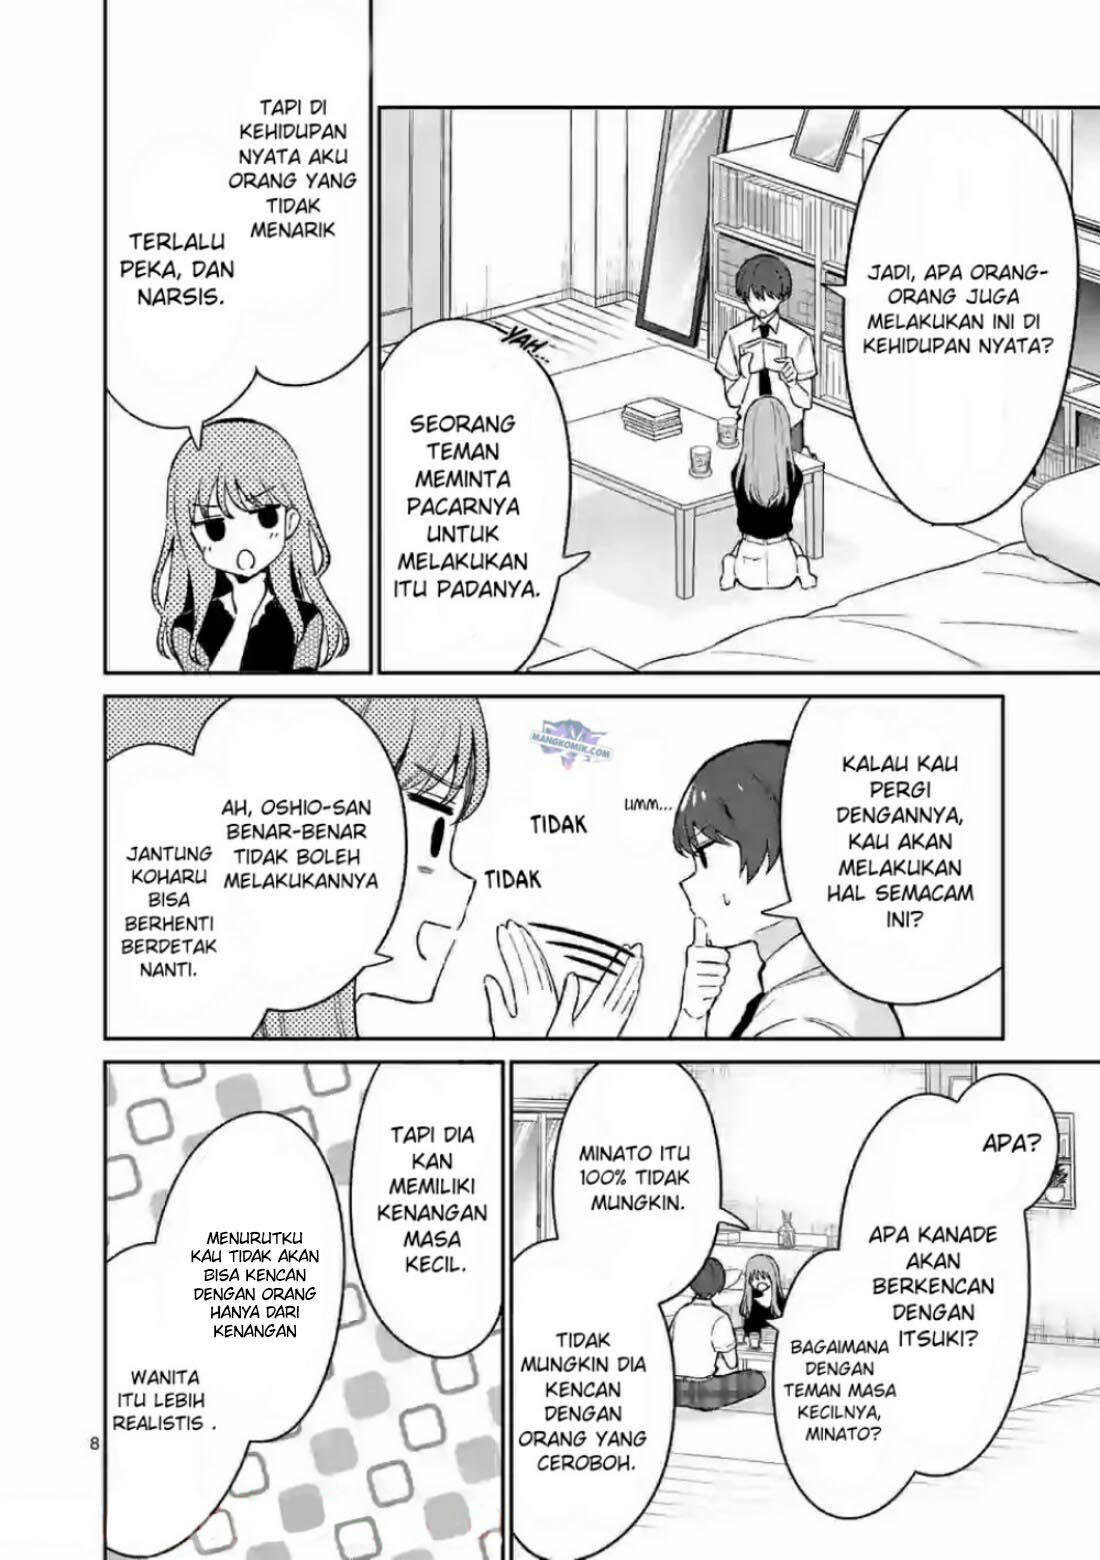 JADI, APA ORANG-
ORANG JUGA
MELAKUKAN INI DI
KEHIDUPAN NYATA?
-YAH...
SEORANG
TEMAN
MEMINTA
PACARNYA
UNTUK
MELAKUKAN
ITU PADANYA.
TAPI DI
KEHIDUPAN
NYATA AKU
ORANG YANG
TIDAK
MENARIK
TERLALU
PEKA, DAN
NARSIS.
KALAU KAU
PERGI
DENGANNYA,
KAU AKAN
MELAKUKAN
HAL SEMACAM
INI?
UMM...
MANGKOMIK.COM
TIDAK
TIDAK
AH, OSHIO-SAN
BENAR-BENAR
TIDAK BOLEH
MELAKUKANNYA
JANTUNG
KOHARU
BISA
BERHENTI
BERDETAK
NANTI.
APA?
APA KANADE
AKAN
BERKENCAN
DENGAN
ITSUKI?
BAGAIMANA
DENGAN
TEMAN MASA
KECILNYA,
MINATO?
MINATO ITU
100% TIDAK
MUNGKIN.
TIDAK
MUNGKIN DIA
KENCAN
DENGAN
ORANG YANG
CEROBOH.
TAPI DIA
KAN
MEMILIKI
KENANGAN
MASA
KECIL.
MENURUTKU
KAU TIDAK AKAN
BISA KENCAN
DENGAN ORANG
HANYA DARI
KENANGAN
WANITA
ITU LEBIH
REALISTIS .
8